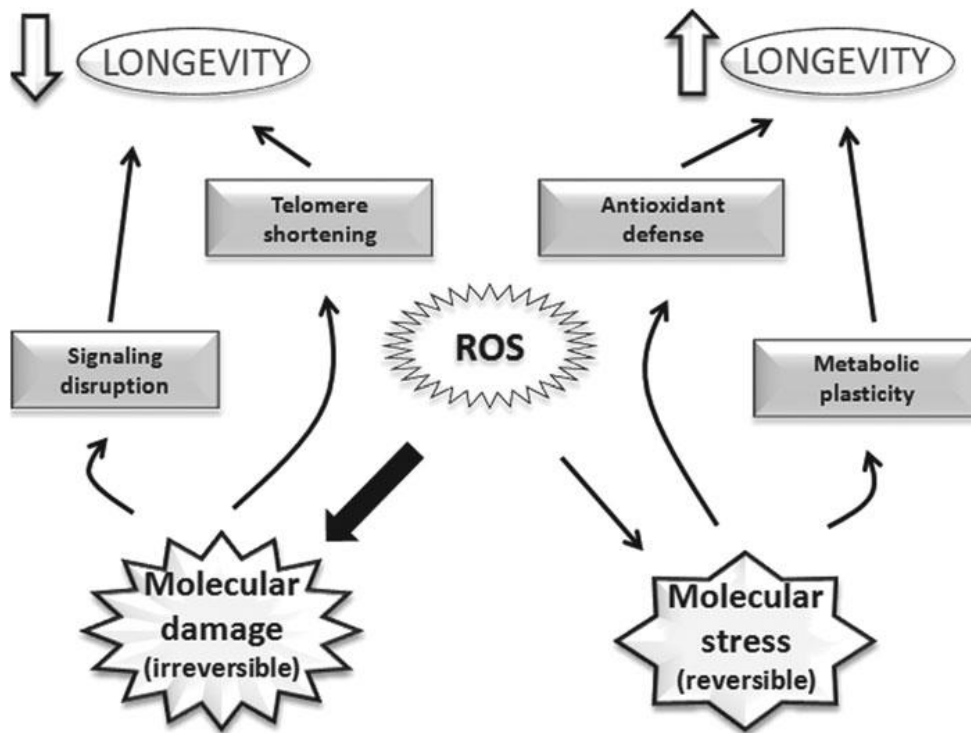 LONGEVITY
LONGEVITY
Telomere
shortening
Antioxidant
defense
ROS
Signaling
disruption
Metabolic
plasticity
Molecular
damage
(irreversible)
Molecular
stress
(reversible)